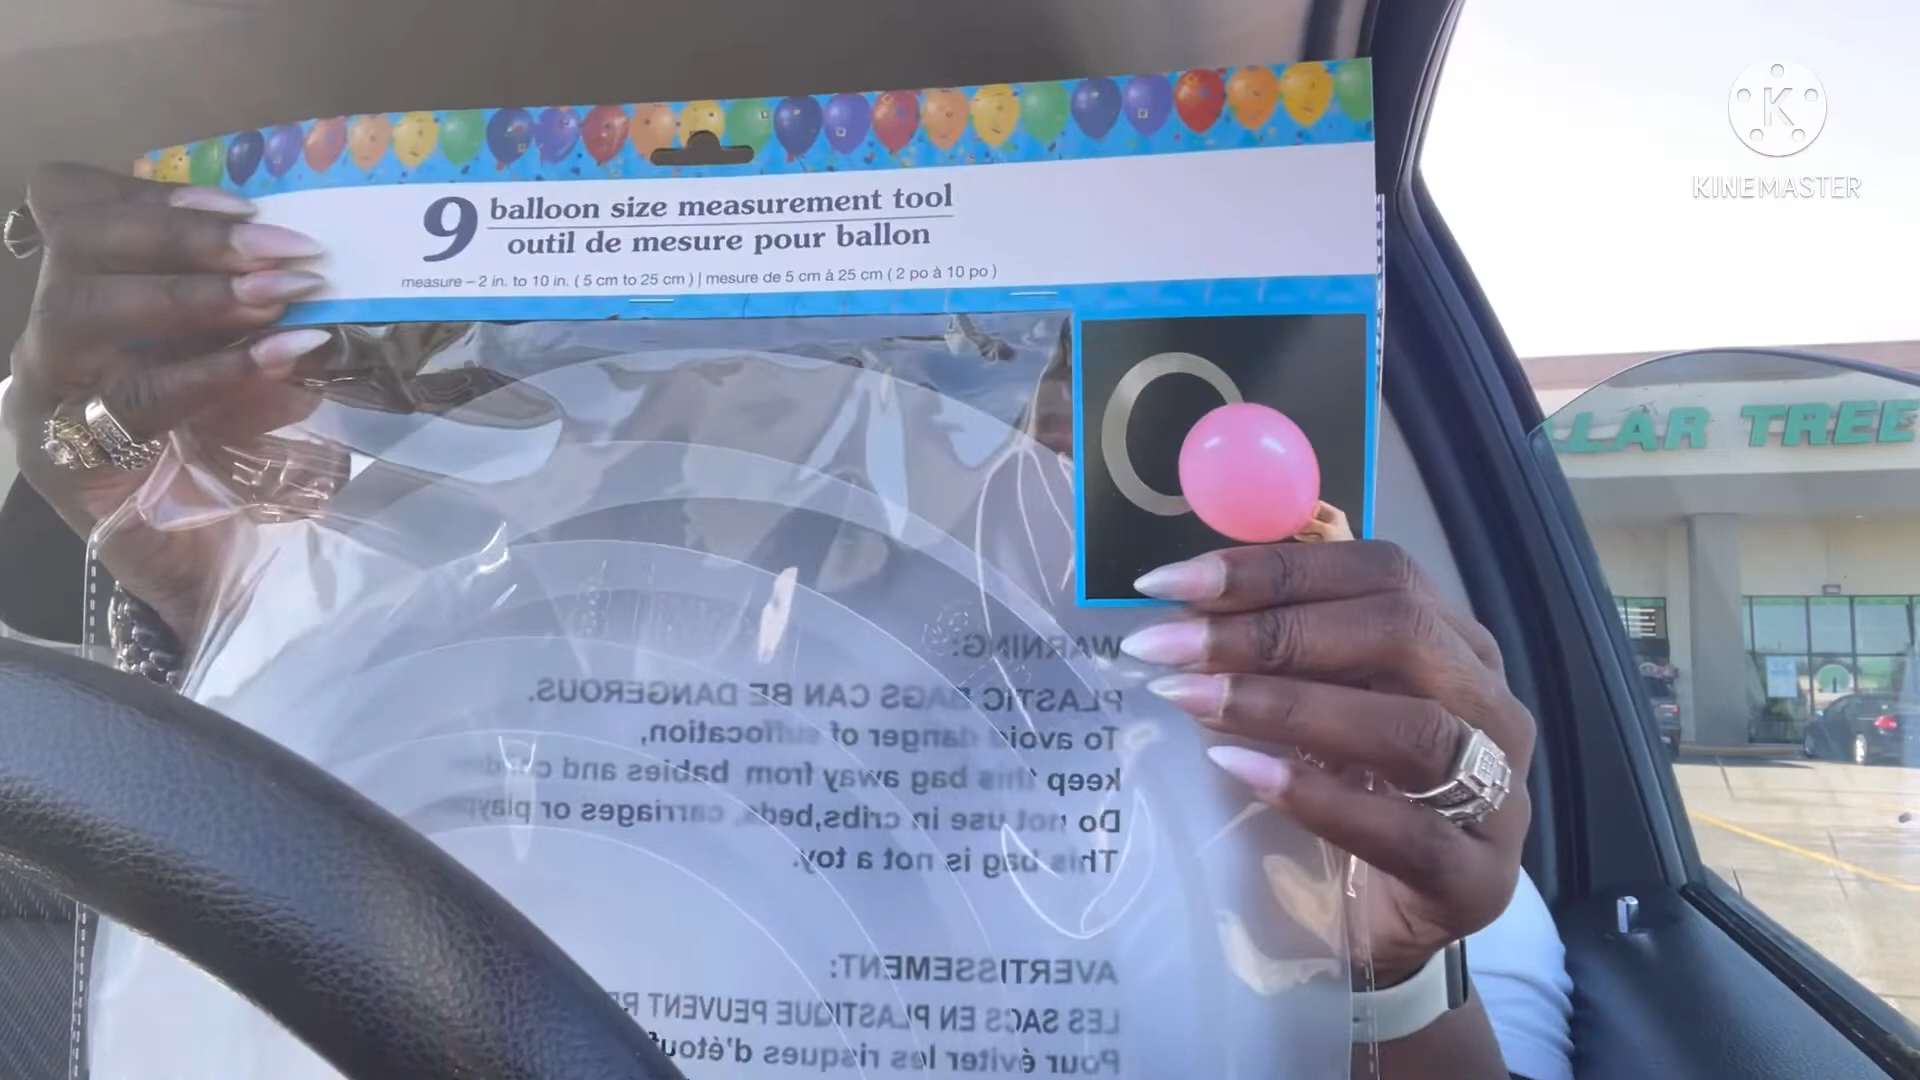 KINEMASTER
9 balloon size measurement tool
outil de mesure pour ballon
measure – 2 in. to 10 in. ( 5 cm to 25 cm ) | mesure de 5 cm à 25 cm ( 2 po à 10 po )
LAR TREE
WARNING:
PLASTIC BAGS CAN BE DANGEROUS.
To avoid danger of suffocation,
keep this bag away from babies and
Do not use in cribs,beds, carriages or
This bag is not a toy.
AVERTISSEMENT:
LES SACS EN PLASTIQUE PEUVENT
Pour éviter les risques